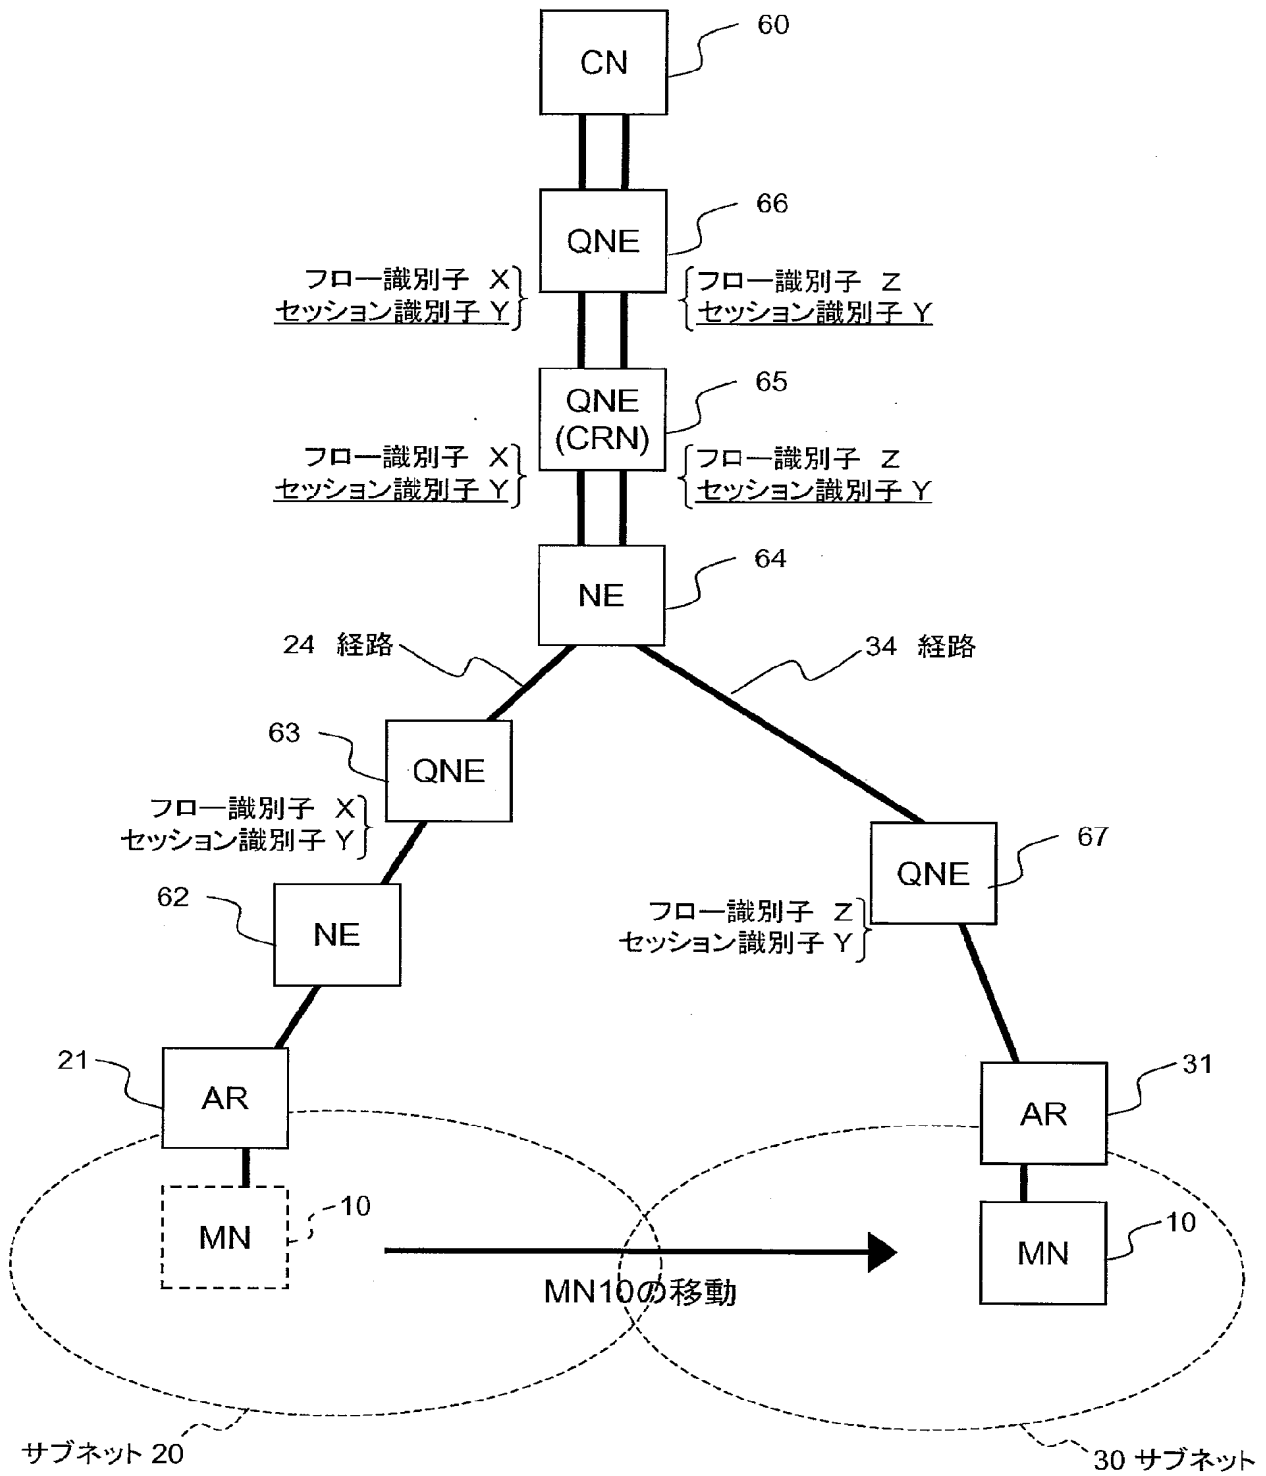 60
CN
66
QNE
フロー識別子 X
セッション識別子 Y
フロー識別子 Z
セッション識別子 Y
65
QNE
(CRN)
フロー識別子 X
セッション識別子 Y
フロー識別子 Z
セッション識別子 Y
64
NE
24 経路
34 経路
63
QNE
フロー識別子 X
セッション識別子 Y
67
QNE
フロー識別子 Z
セッション識別子 Y
62
NE
21
AR
31
AR
10
MN
10
MN
MN10の移動
サブネット 20
30 サブネット